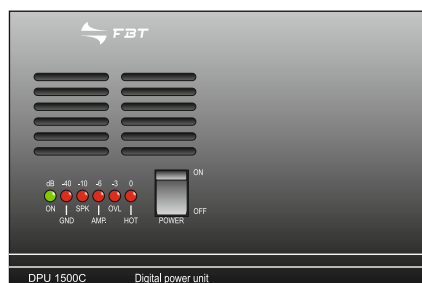 FBT
dB -40 -10 -6 -3 0
ON
ON SPK OVL
GND AMP. HOT
POWER
OFF
DPU 1500C Digital power unit